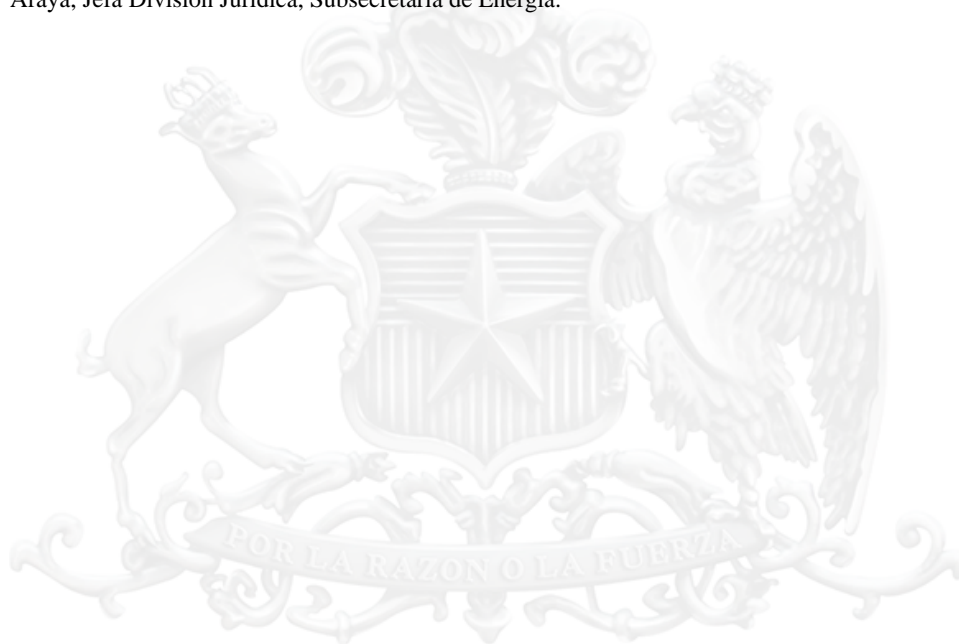 Araya, Jefa División Jurídica, Subsecretaría de Energía.
POR LA RAZON O LA FUERZA